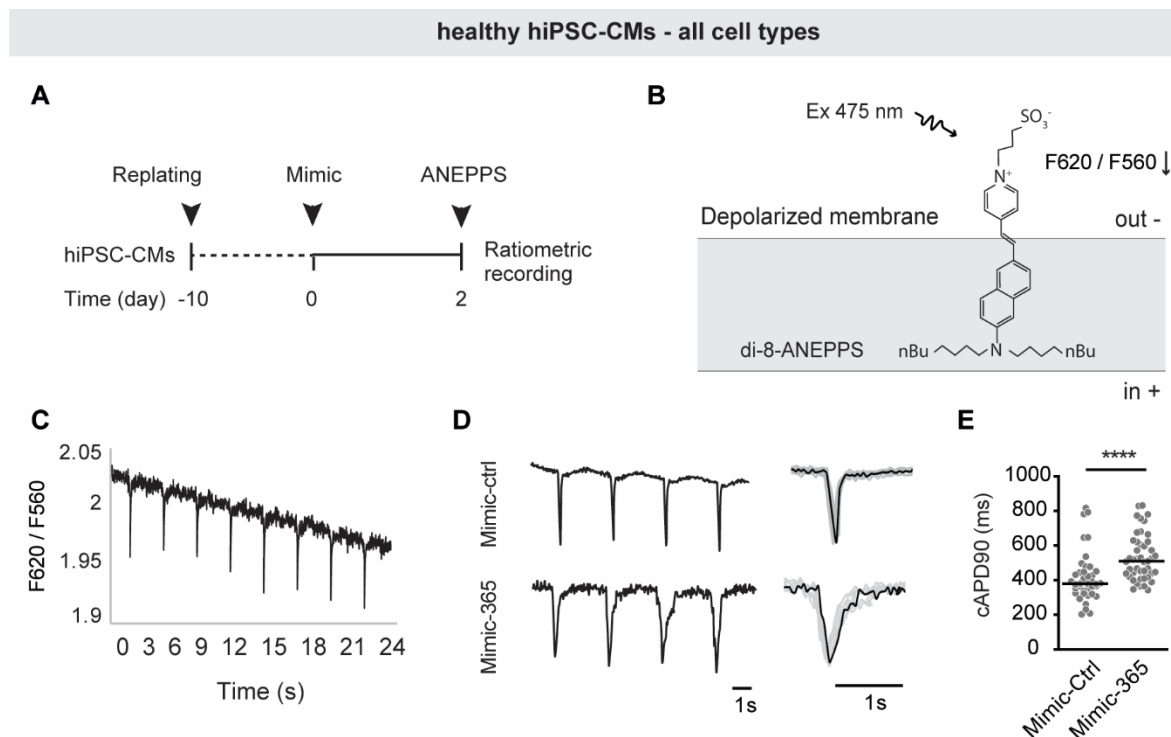 healthy hiPSC-CMs - all cell types
A
Replating Mimic ANEPPS
hiPSC-CMs
Ratiometric
recording
Time (day) -10 0 2
B
Ex 475 nm
SO₃⁻
F620 / F560 ↓
N⁺
Depolarized membrane
out -
di-8-ANEPPS
nBu N nBu
in +
C
2.05
2
1.95
1.9
F620 / F560
0 3 6 9 12 15 18 21 24
Time (s)
D
Mimic-ctrl
Mimic-365
1s 1s
E
****
1000
800
600
400
200
0
cAPD90 (ms)
Mimic-Ctrl
Mimic-365